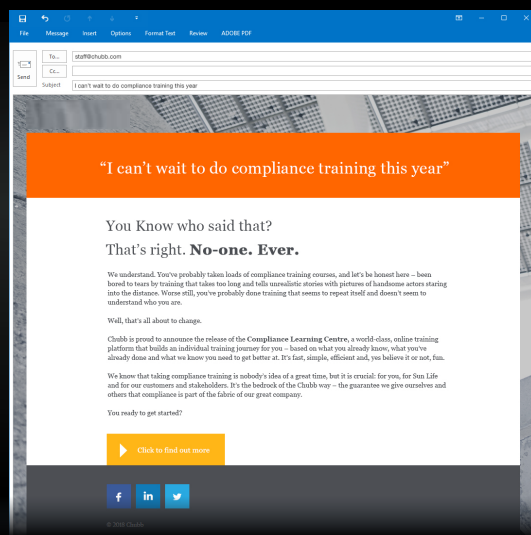 File Message Insert Options Format Text Review ADOBE PDF
To... staff@chubb.com
Cc...
Send
Subject I can't wait to do compliance training this year
“I can’t wait to do compliance training this year”
You Know who said that?
That’s right. No-one. Ever.
We understand. You’ve probably taken loads of compliance training courses, and let’s be honest here – been
bored to tears by training that takes too long and tells unrealistic stories with pictures of handsome actors staring
into the distance. Worse still, you’ve probably done training that seems to repeat itself and doesn’t seem to
understand who you are.
Well, that’s all about to change.
Chubb is proud to announce the release of the Compliance Learning Centre, a world-class, online training
platform that builds an individual training journey for you – based on what you already know, what you’ve
already done and what we know you need to get better at. It’s fast, simple, efficient and, yes believe it or not, fun.
We know that taking compliance training is nobody’s idea of a great time, but it is crucial: for you, for Sun Life
and for our customers and stakeholders. It’s the bedrock of the Chubb way – the guarantee we give ourselves and
others that compliance is part of the fabric of our great company.
You ready to get started?
Click to find out more
f in